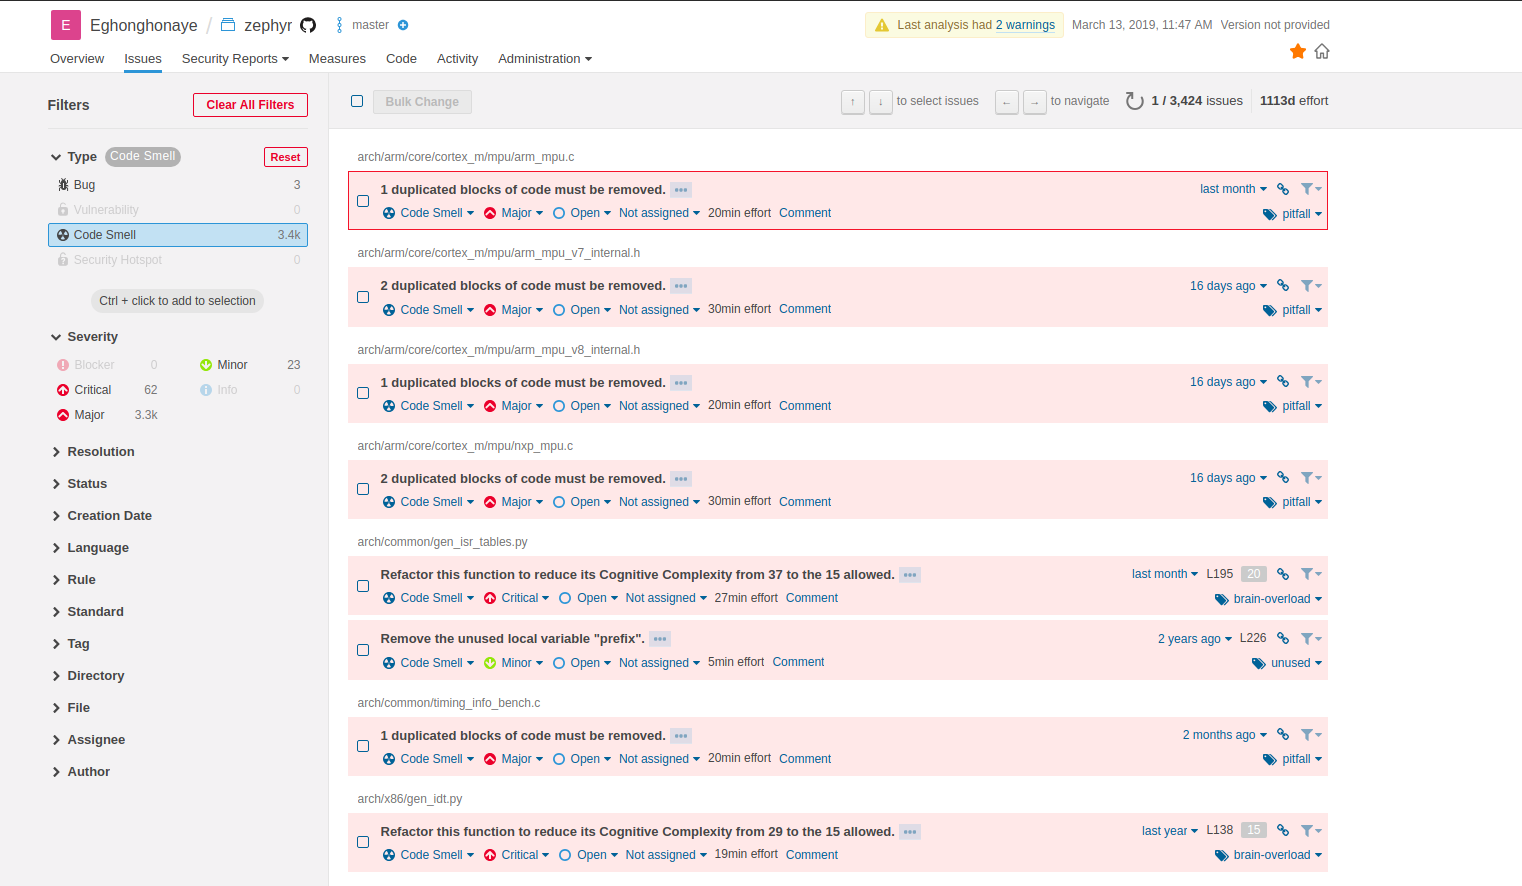 E Eghonghonaye / zephyr master
Last analysis had 2 warnings March 13, 2019, 11:47 AM Version not provided
Overview Issues Security Reports Measures Code Activity Administration
Filters Clear All Filters
Bulk Change ↑ ↓ to select issues ← → to navigate 1 / 3,424 issues 1113d effort
Type Code Smell Reset
Bug 3
Vulnerability 0
Code Smell 3.4k
Security Hotspot 0
Ctrl + click to add to selection
Severity
Blocker 0 Minor 23
Critical 62 Info 0
Major 3.3k
Resolution
Status
Creation Date
Language
Rule
Standard
Tag
Directory
File
Assignee
Author
arch/arm/core/cortex_m/mpu/arm_mpu.c
1 duplicated blocks of code must be removed. ••• last month
Code Smell Major Open Not assigned 20min effort Comment pitfall
arch/arm/core/cortex_m/mpu/arm_mpu_v7_internal.h
2 duplicated blocks of code must be removed. ••• 16 days ago
Code Smell Major Open Not assigned 30min effort Comment pitfall
arch/arm/core/cortex_m/mpu/arm_mpu_v8_internal.h
1 duplicated blocks of code must be removed. ••• 16 days ago
Code Smell Major Open Not assigned 20min effort Comment pitfall
arch/arm/core/cortex_m/mpu/nxp_mpu.c
2 duplicated blocks of code must be removed. ••• 16 days ago
Code Smell Major Open Not assigned 30min effort Comment pitfall
arch/common/gen_isr_tables.py
Refactor this function to reduce its Cognitive Complexity from 37 to the 15 allowed. ••• last month L195 20
Code Smell Critical Open Not assigned 27min effort Comment brain-overload
Remove the unused local variable "prefix". ••• 2 years ago L226
Code Smell Minor Open Not assigned 5min effort Comment unused
arch/common/timing_info_bench.c
1 duplicated blocks of code must be removed. ••• 2 months ago
Code Smell Major Open Not assigned 20min effort Comment pitfall
arch/x86/gen_idt.py
Refactor this function to reduce its Cognitive Complexity from 29 to the 15 allowed. ••• last year L138 15
Code Smell Critical Open Not assigned 19min effort Comment brain-overload